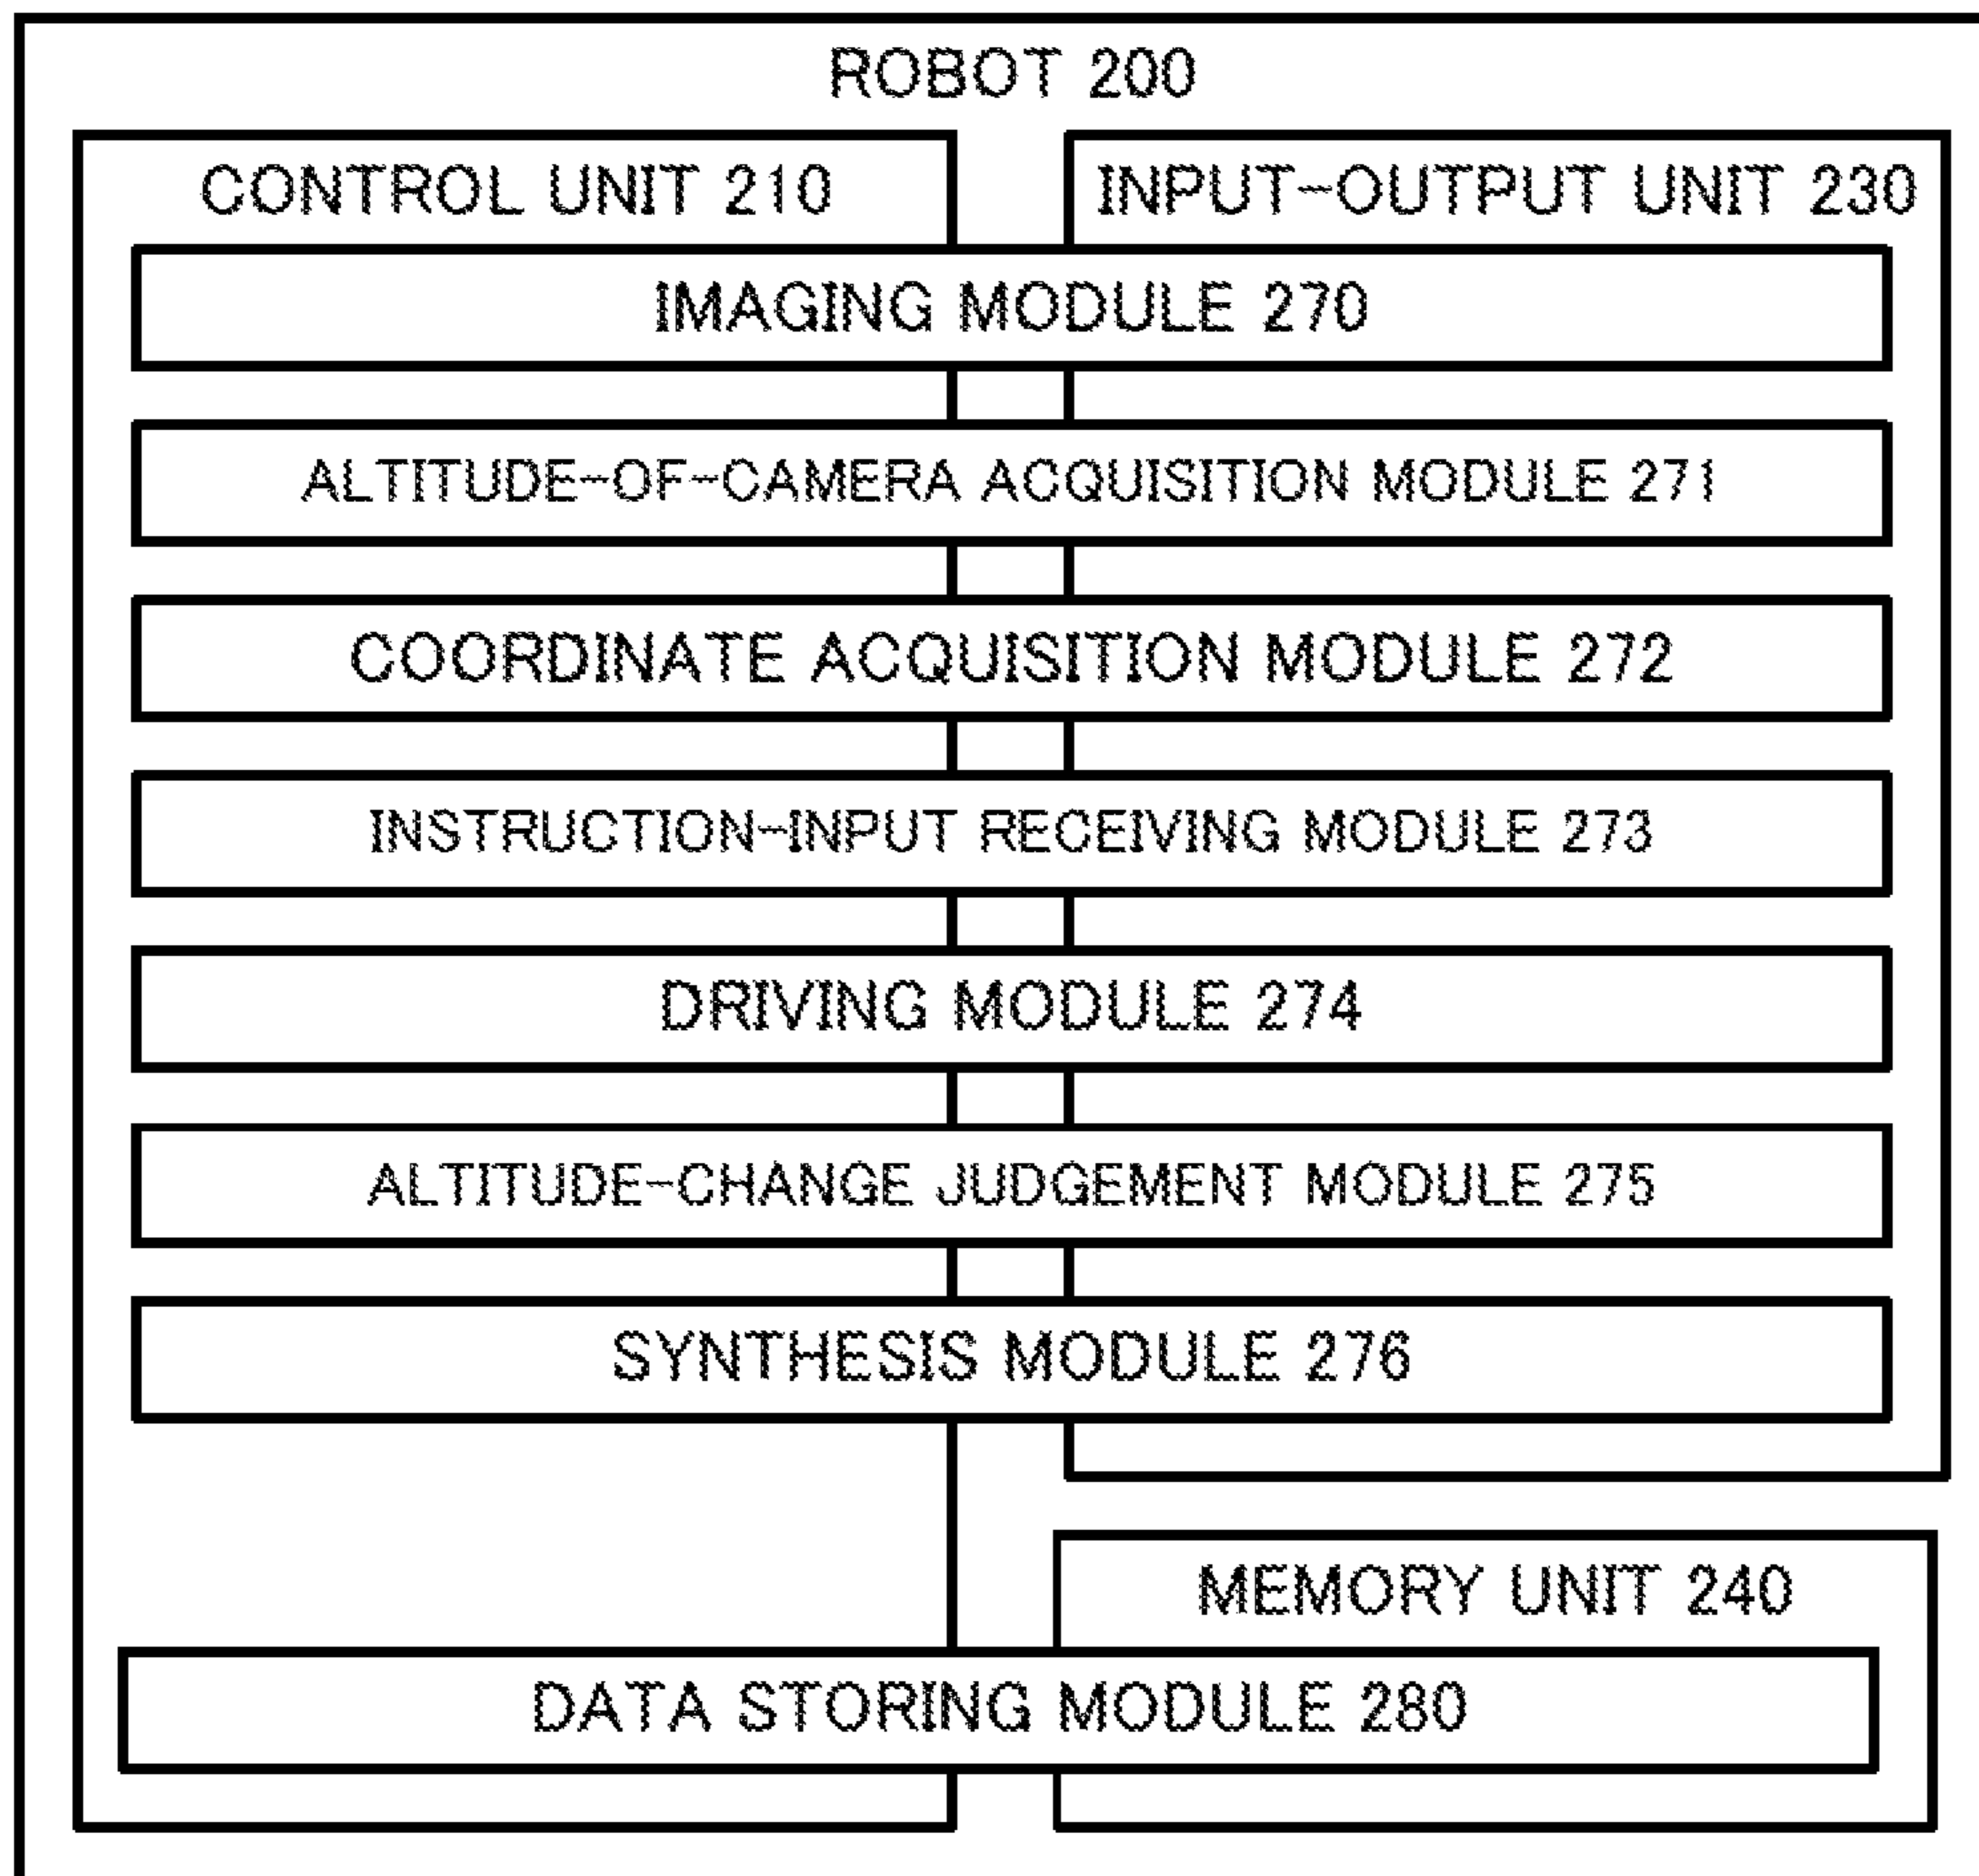 ROBOT 200
CONTROL UNIT 210
INPUT-OUTPUT UNIT 230
IMAGING MODULE 270
ALTITUDE-OF-CAMERA ACQUISITION MODULE 271
COORDINATE ACQUISITION MODULE 272
INSTRUCTION-INPUT RECEIVING MODULE 273
DRIVING MODULE 274
ALTITUDE-CHANGE JUDGEMENT MODULE 275
SYNTHESIS MODULE 276
MEMORY UNIT 240
DATA STORING MODULE 280